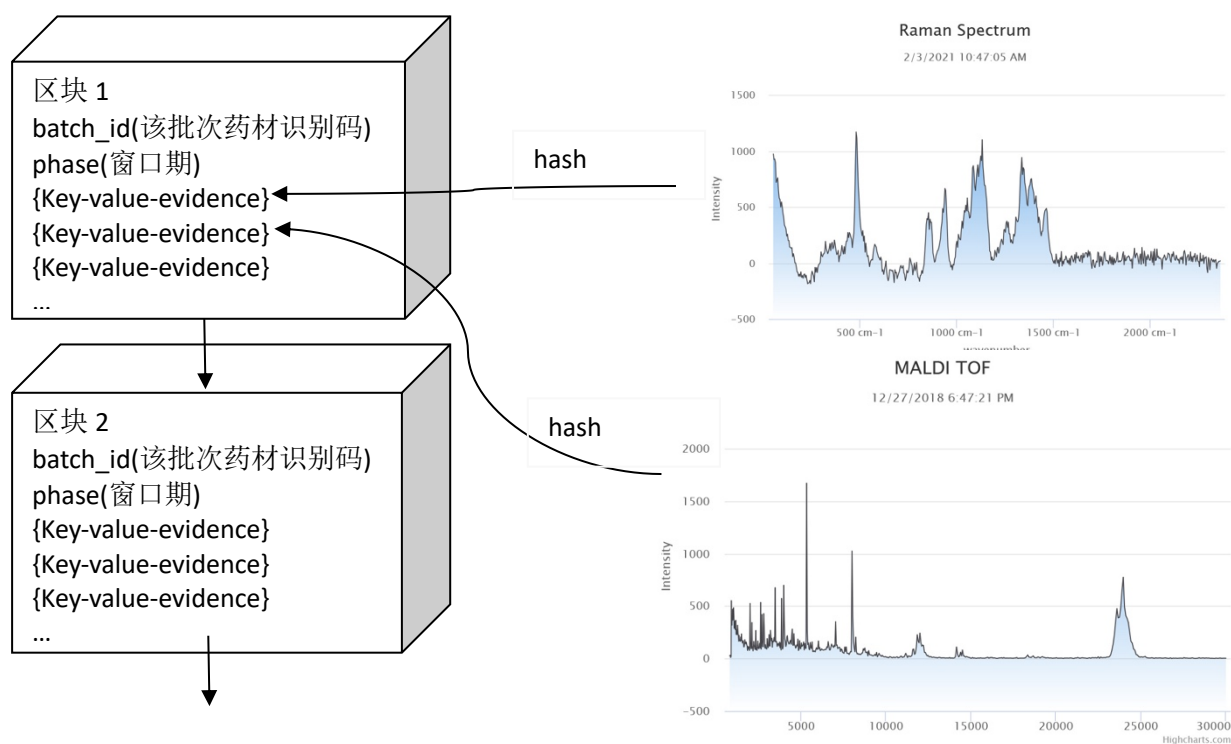 区块 1
batch_id(该批次药材识别码)
phase(窗口期)
{Key-value-evidence}
{Key-value-evidence}
{Key-value-evidence}
...
区块 2
batch_id(该批次药材识别码)
phase(窗口期)
{Key-value-evidence}
{Key-value-evidence}
{Key-value-evidence}
...
hash
hash
Raman Spectrum
2/3/2021 10:47:05 AM
1500
1000
500
0
-500
Intensity
500 cm-1 1000 cm-1 1500 cm-1 2000 cm-1
wavenumber
MALDI TOF
12/27/2018 6:47:21 PM
2000
1500
1000
500
0
-500
Intensity
5000 10000 15000 20000 25000 30000
Highcharts.com